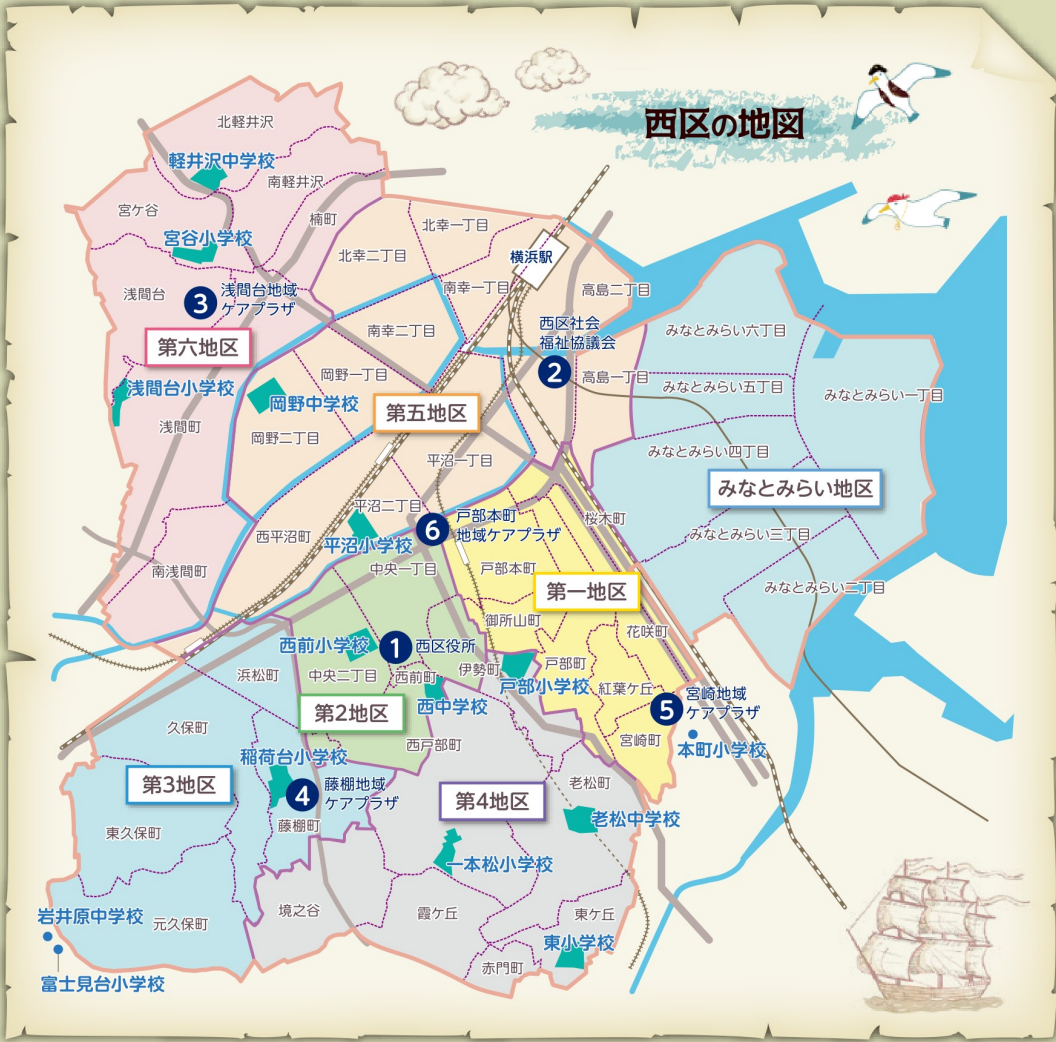 西区の地図
北軽井沢
軽井沢中学校
南軽井沢
宮ケ谷
楠町
宮谷小学校
浅間台
3
浅間台地域
ケアプラザ
第六地区
浅間台小学校
浅間町
南浅間町
北幸一丁目
北幸二丁目
横浜駅
南幸一丁目
高島二丁目
南幸二丁目
西区社会
福祉協議会
2
高島一丁目
岡野一丁目
岡野中学校
第五地区
岡野二丁目
平沼一丁目
平沼二丁目
西平沼町
平沼小学校
6
戸部本町
地域ケアプラザ
みなとみらい六丁目
みなとみらい五丁目
みなとみらい一丁目
みなとみらい四丁目
みなとみらい地区
みなとみらい三丁目
みなとみらい二丁目
桜木町
中央一丁目
戸部本町
第一地区
御所山町
花咲町
西前小学校
1
西区役所
伊勢町
戸部町
浜松町
中央二丁目
西前町
戸部小学校
紅葉ケ丘
西中学校
第2地区
5
宮崎地域
ケアプラザ
宮崎町
本町小学校
久保町
西戸部町
稲荷台小学校
第3地区
4
藤棚地域
ケアプラザ
第4地区
老松町
老松中学校
東久保町
藤棚町
一本松小学校
岩井原中学校
元久保町
境之谷
霞ケ丘
東ケ丘
東小学校
赤門町
富士見台小学校